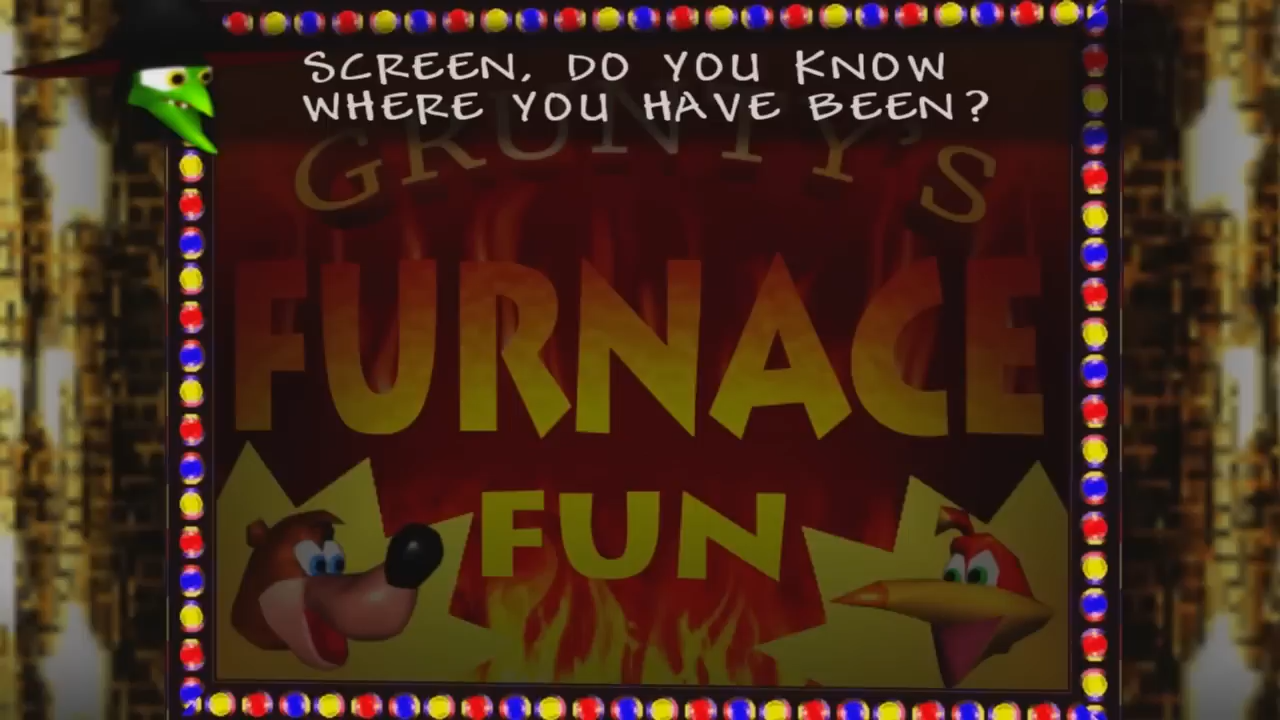 SCREEN, DO YOU KNOW
WHERE YOU HAVE BEEN?
GRUNTY'S
FURNACE
FUN